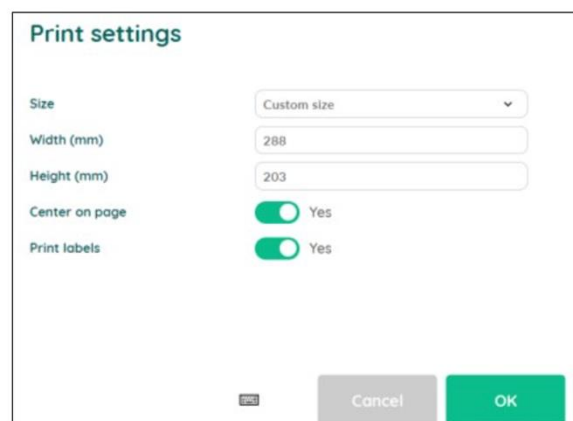 Print settings
Size Custom size
Width (mm) 288
Height (mm) 203
Center on page Yes
Print labels Yes
Cancel OK